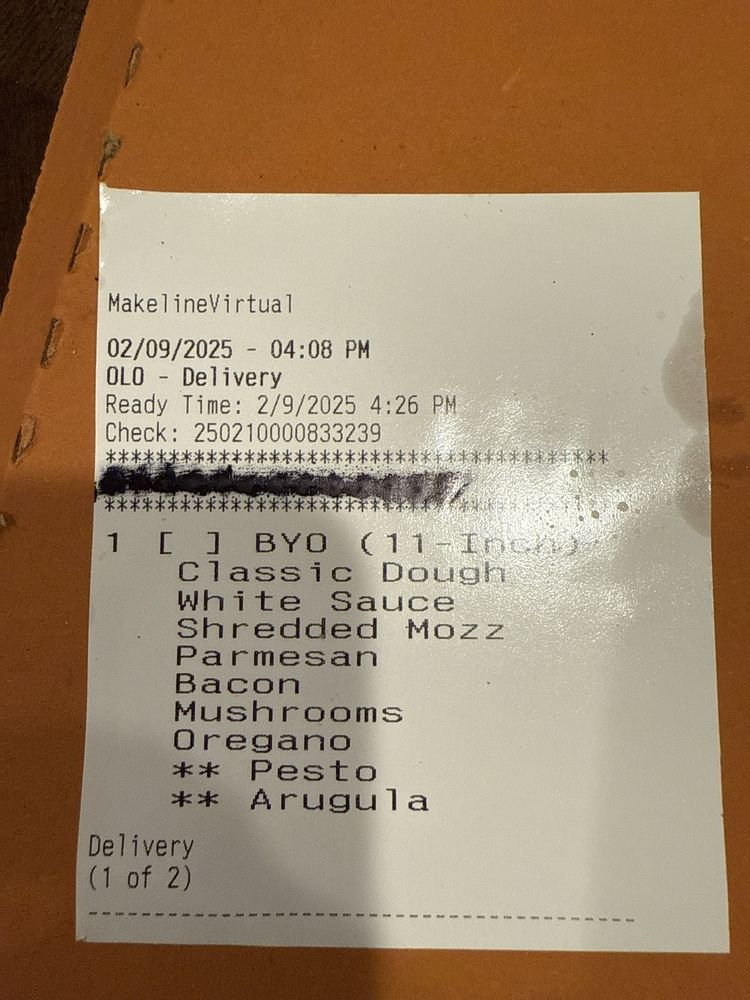 MakelineVirtual
02/09/2025 - 04:08 PM
OLO - Delivery
Ready Time: 2/9/2025 4:26 PM
Check: 250210000833239
****************************************
****************************************
1 [ ] BYO (11-Inch)
Classic Dough
White Sauce
Shredded Mozz
Parmesan
Bacon
Mushrooms
Oregano
** Pesto
** Arugula
Delivery
(1 of 2)
------------------------------------------